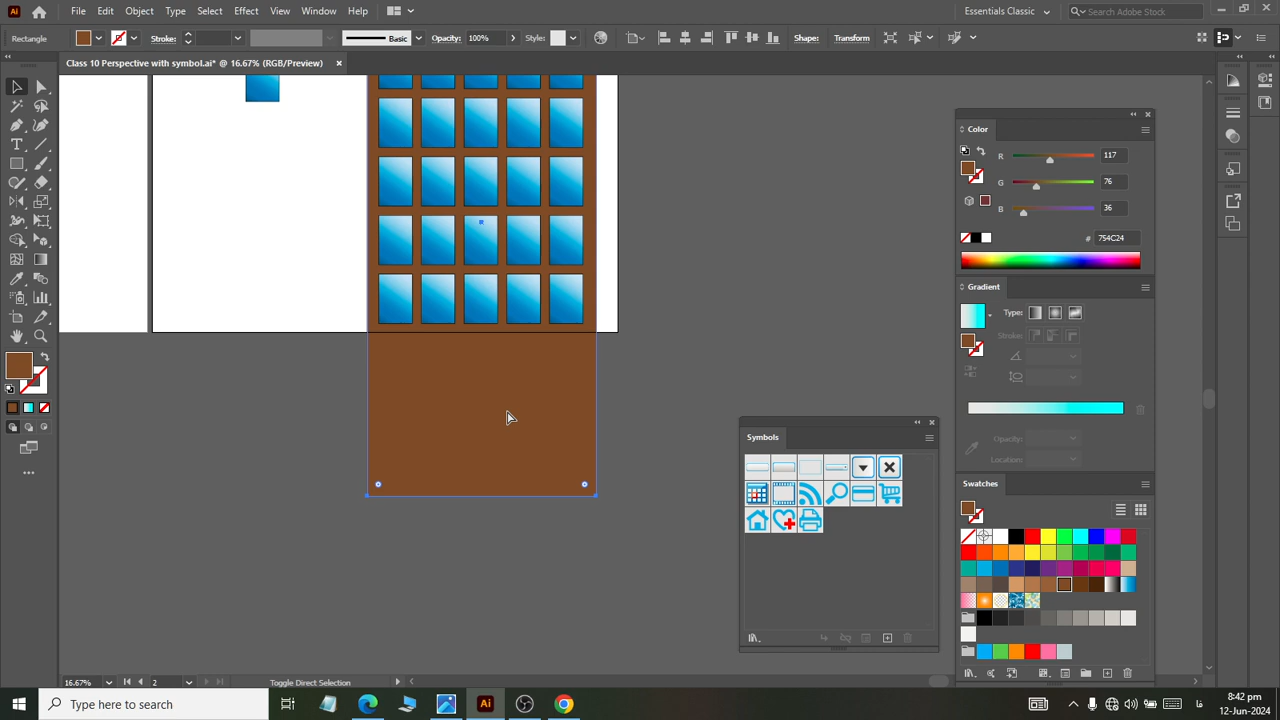 Ai File Edit Object Type Select Effect View Window Help Essentials Classic Search Adobe Stock
Rectangle Stroke: Basic Opacity: 100% Style: Shape: Transform
Class 10 Perspective with symbol.ai* @ 16.67% (RGB/Preview)
Color
R 117
G 76
B 36
# 754C24
Gradient
Type:
Stroke:
Opacity:
Location:
Symbols
Swatches
16.67% 2 Toggle Direct Selection
Type here to search
Ai
8:42 pm
12-Jun-2024